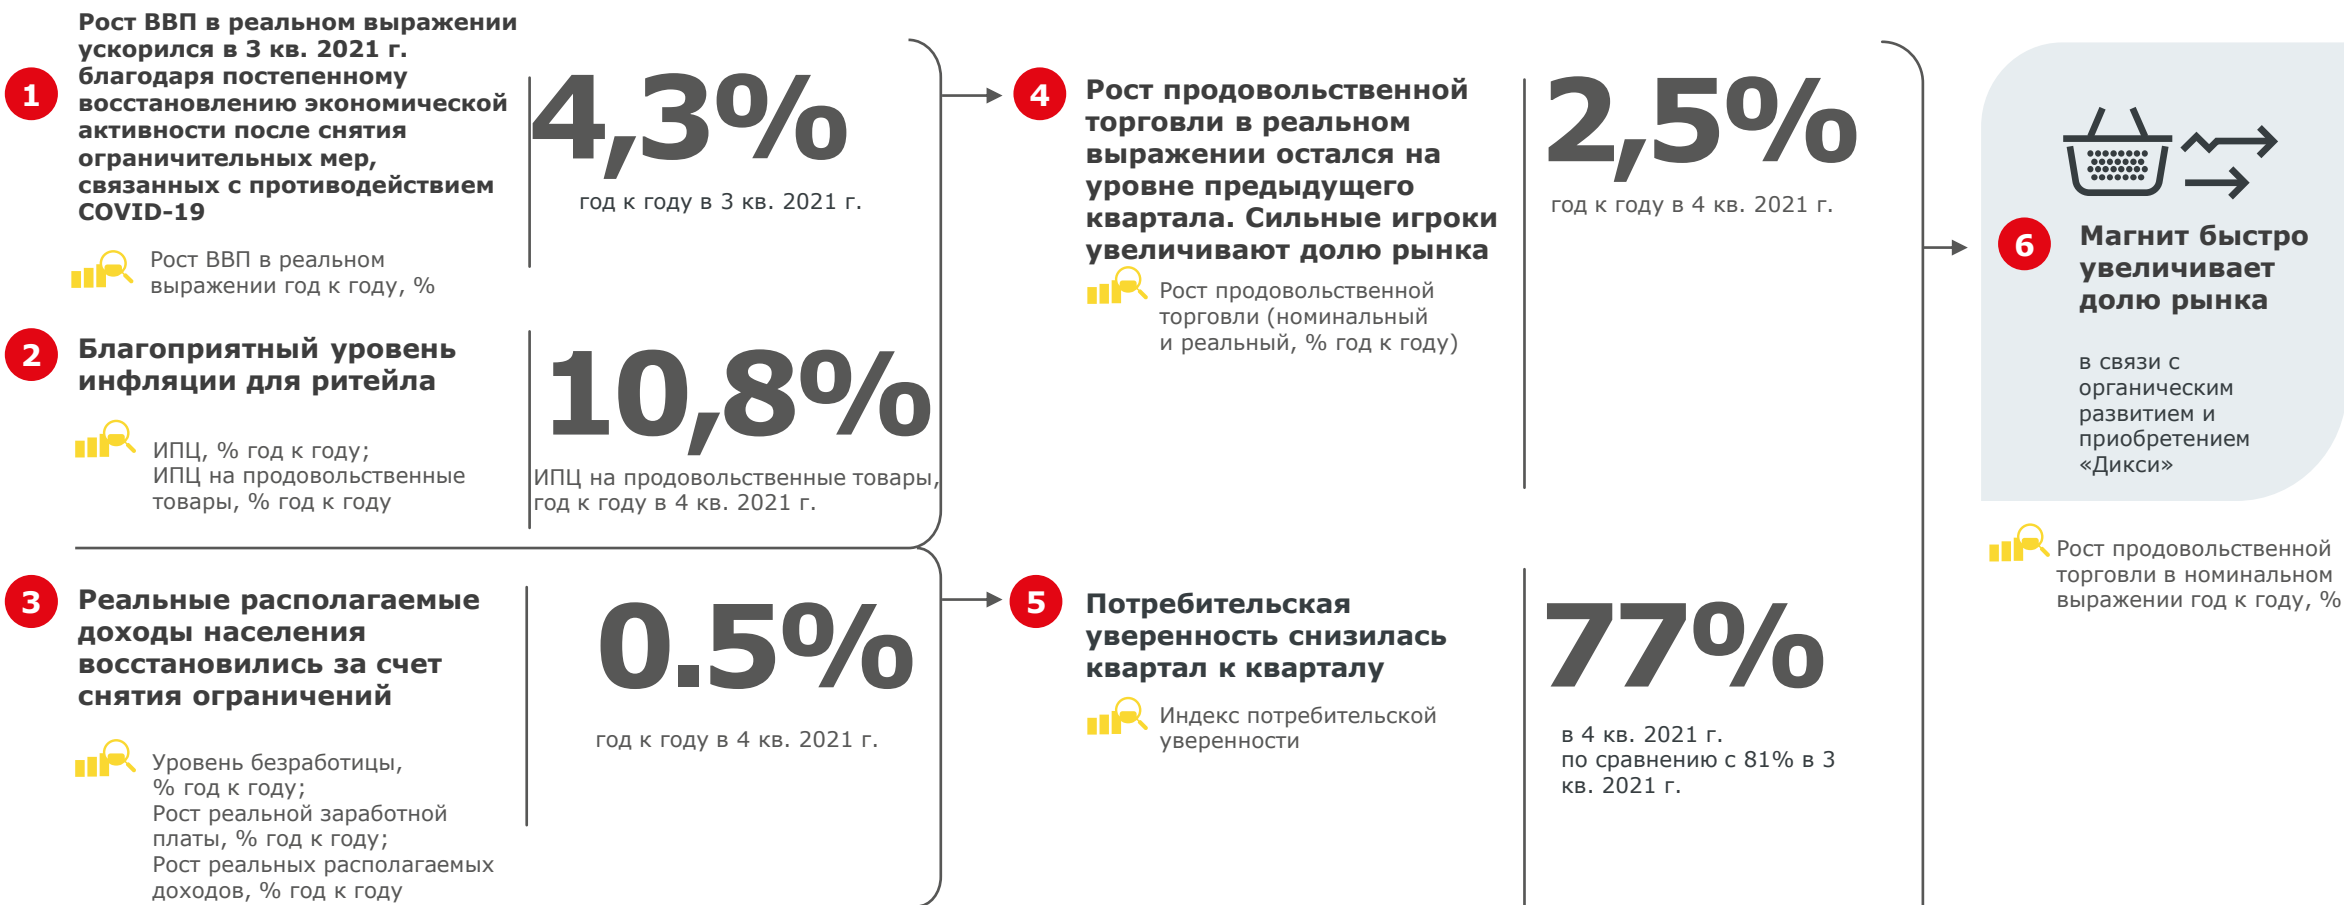 1
Рост ВВП в реальном выражении
ускорился в 3 кв. 2021 г.
благодаря постепенному
восстановлению экономической
активности после снятия
ограничительных мер,
связанных с противодействием
COVID-19
Рост ВВП в реальном
выражении год к году, %
4,3%
год к году в 3 кв. 2021 г.
2
Благоприятный уровень
инфляции для ритейла
ИПЦ, % год к году;
ИПЦ на продовольственные
товары, % год к году
10,8%
ИПЦ на продовольственные товары,
год к году в 4 кв. 2021 г.
3
Реальные располагаемые
доходы населения
восстановились за счет
снятия ограничений
Уровень безработицы,
% год к году;
Рост реальной заработной
платы, % год к году;
Рост реальных располагаемых
доходов, % год к году
0.5%
год к году в 4 кв. 2021 г.
4
Рост продовольственной
торговли в реальном
выражении остался на
уровне предыдущего
квартала. Сильные игроки
увеличивают долю рынка
Рост продовольственной
торговли (номинальный
и реальный, % год к году)
2,5%
год к году в 4 кв. 2021 г.
5
Потребительская
уверенность снизилась
квартал к кварталу
Индекс потребительской
уверенности
77%
в 4 кв. 2021 г.
по сравнению с 81% в 3
кв. 2021 г.
6
Магнит быстро
увеличивает
долю рынка
в связи с
органическим
развитием и
приобретением
«Дикси»
Рост продовольственной
торговли в номинальном
выражении год к году, %